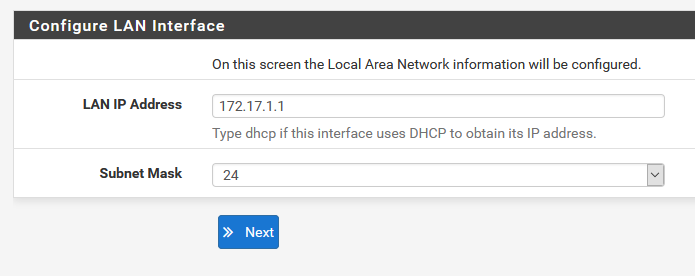 Configure LAN Interface
On this screen the Local Area Network information will be configured.
LAN IP Address
172.17.1.1
Type dhcp if this interface uses DHCP to obtain its IP address.
Subnet Mask
24
Next